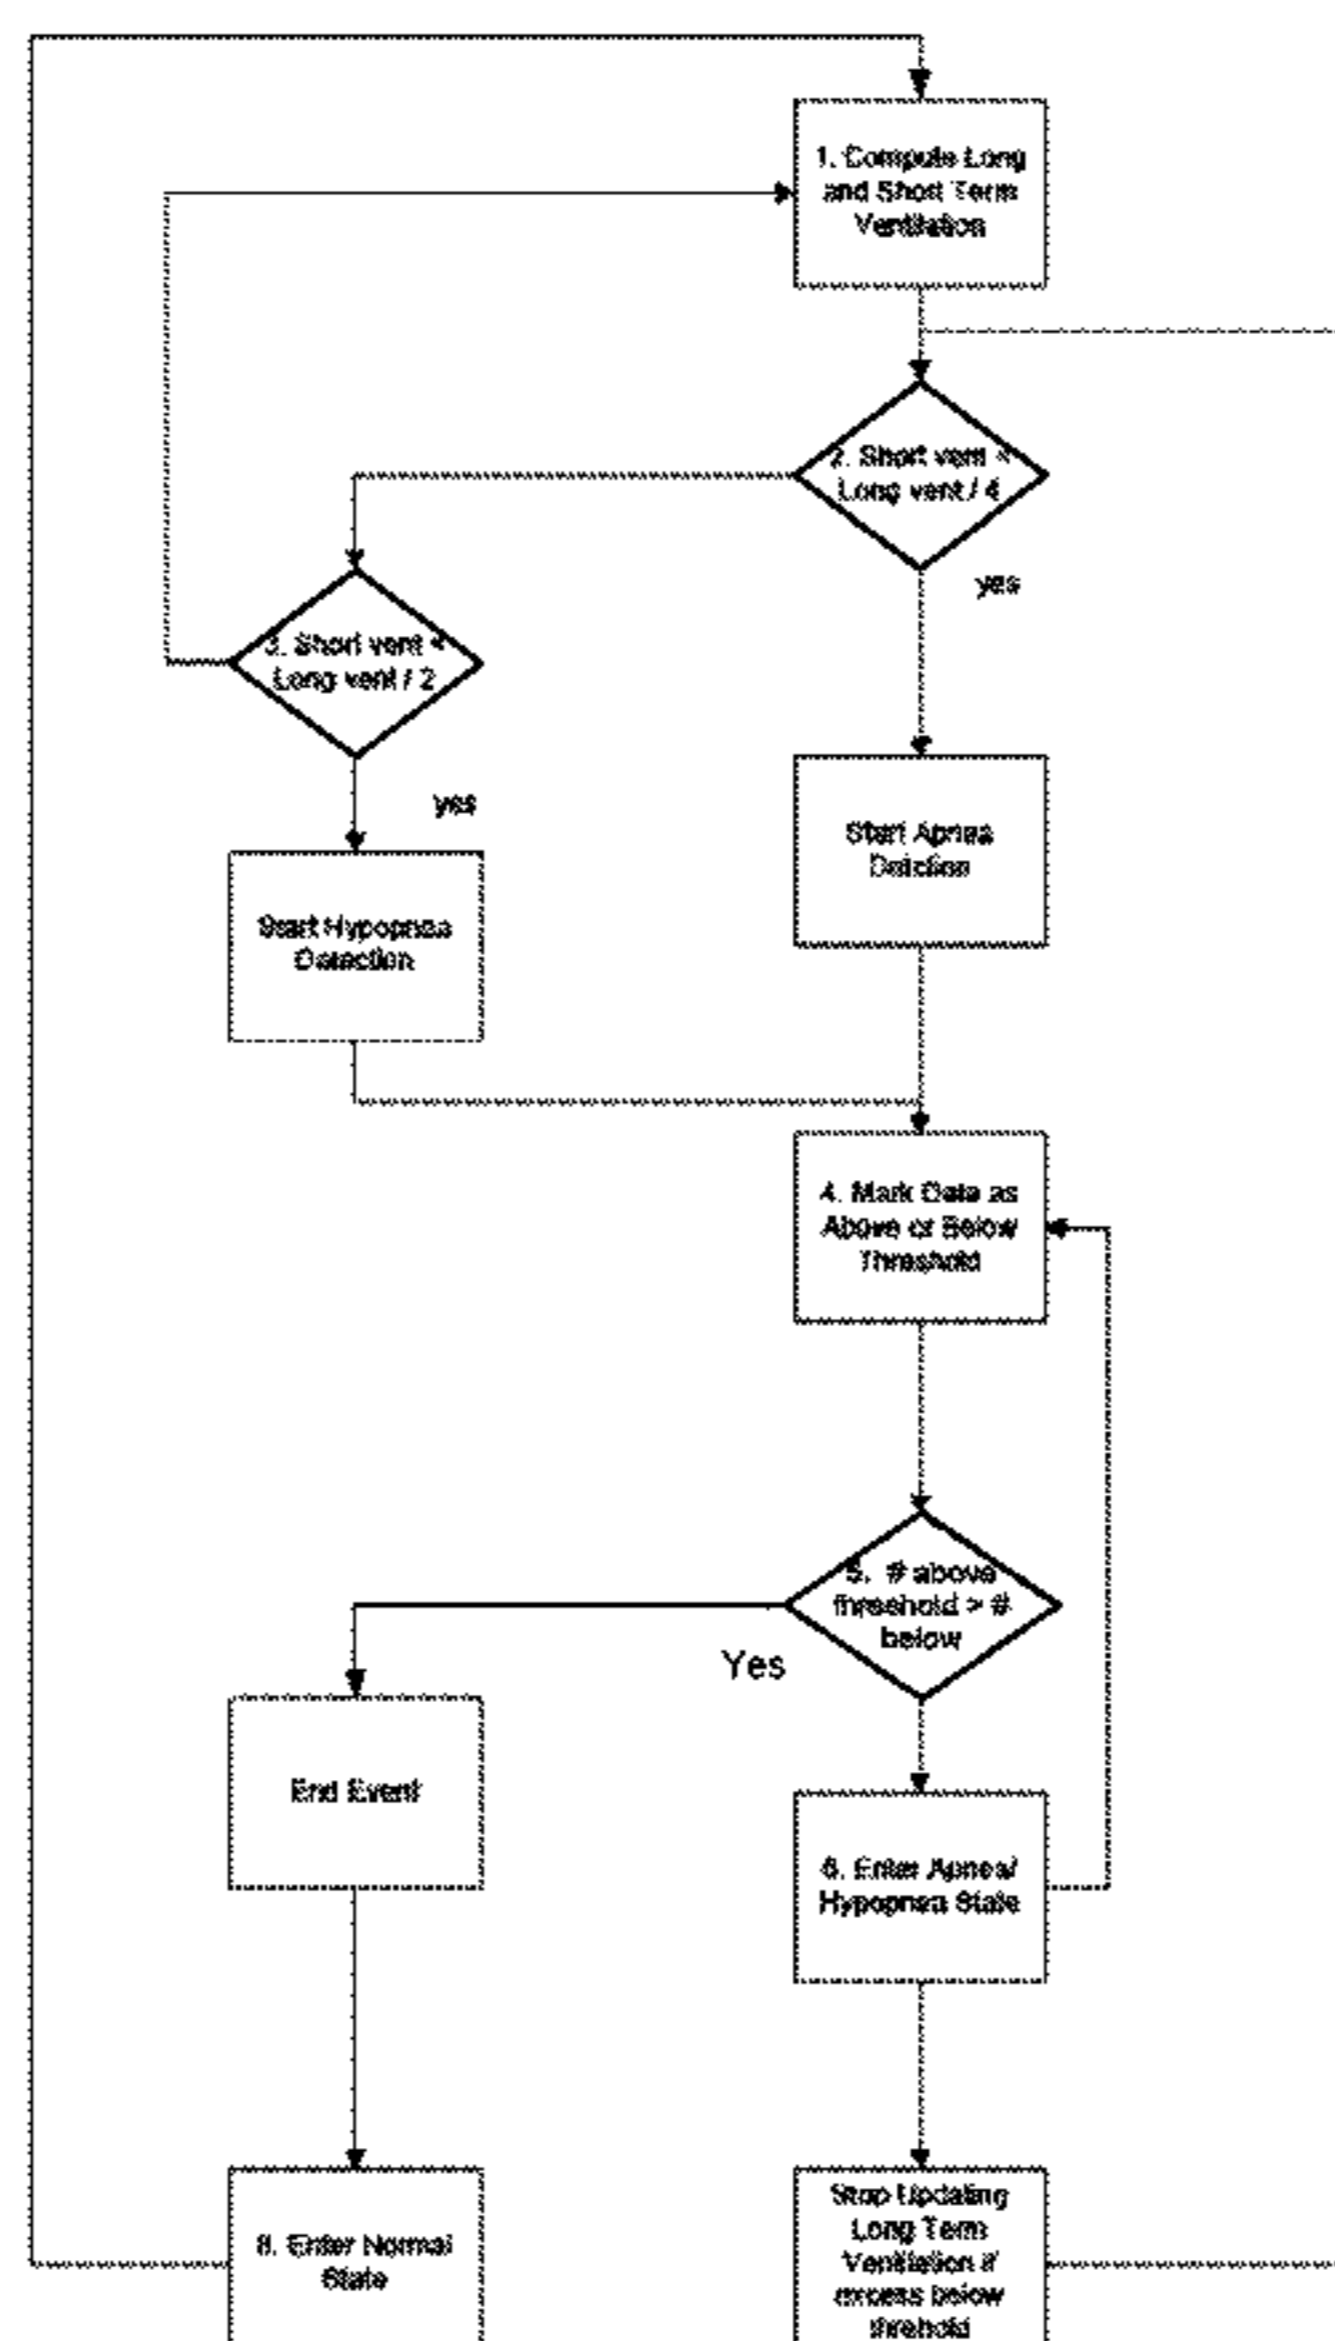 1. Compute Long
and Short Term
Ventilation
2. Short vent <
Long vent / 4
yes
3. Short vent <
Long vent / 2
yes
Start Apnea
Detction
Start Hypopnea
Detection
4. Mark Data as
Above or Below
Threshold
5. # above
threshold > #
below
Yes
End Event
6. Enter Apnea/
Hypopnea State
8. Enter Normal
State
Stop Updating
Long Term
Ventilation if
excess below
threhold